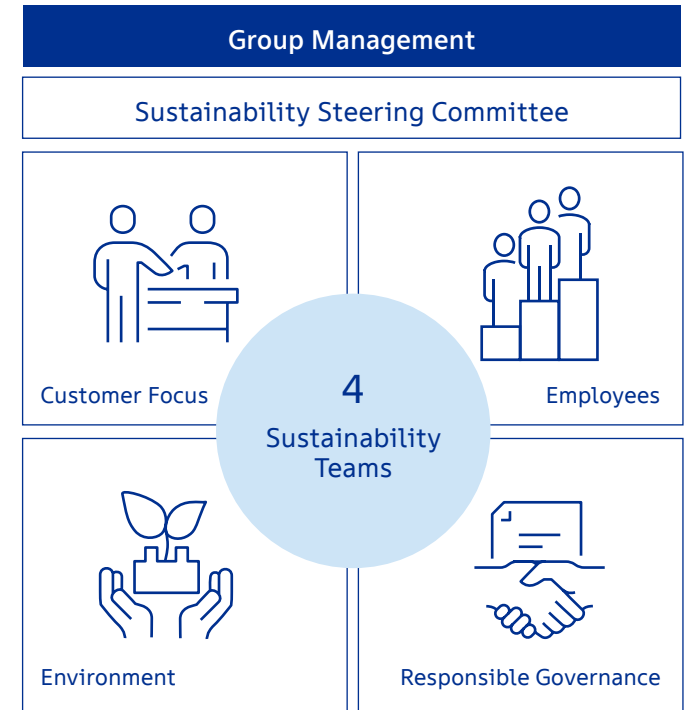 Group Management
Sustainability Steering Committee
Customer Focus
Employees
4
Sustainability
Teams
Environment
Responsible Governance